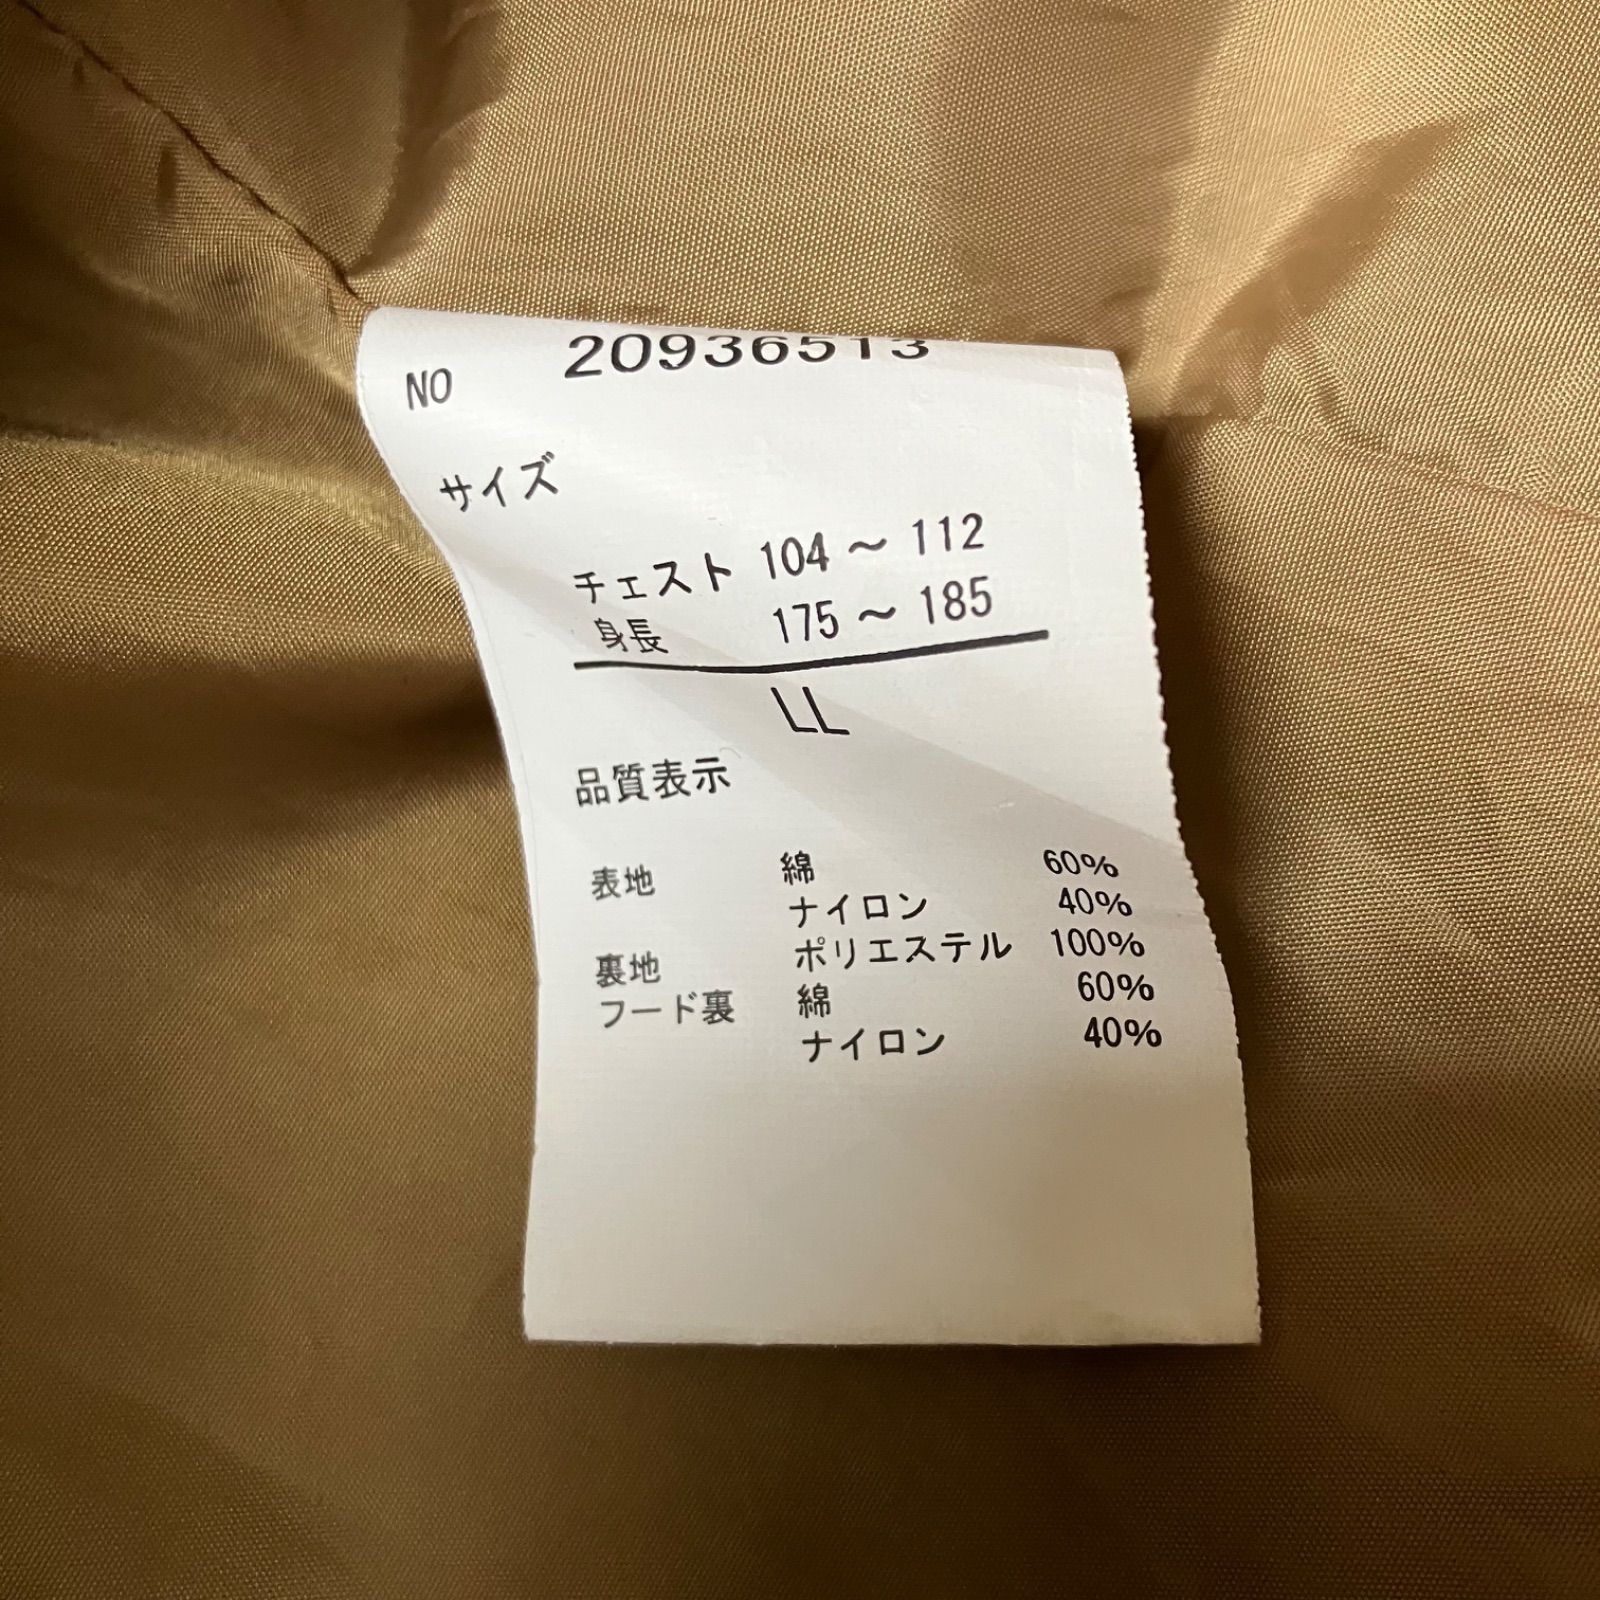 NO 20936513
サイズ
チェスト 104 ～ 112
身長 175 ～ 185
LL
品質表示
表地 綿 60%
ナイロン 40%
裏地 ポリエステル 100%
フード裏 綿 60%
ナイロン 40%